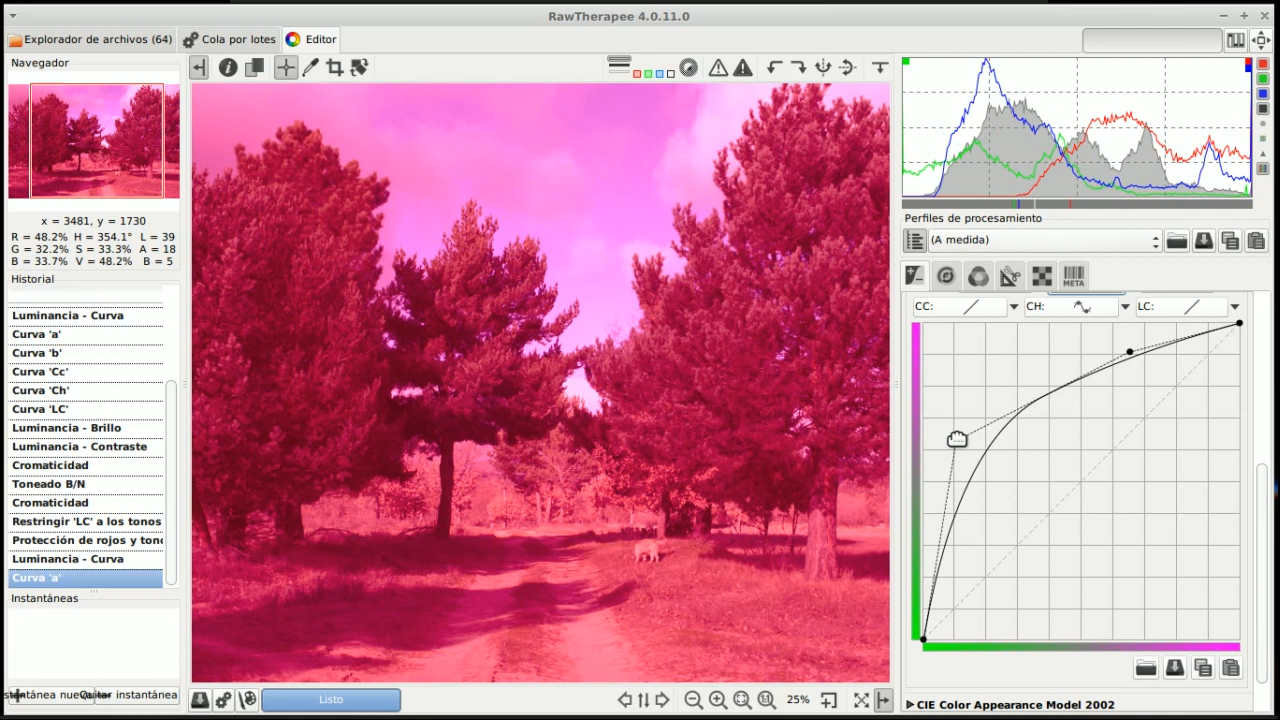 RawTherapee 4.0.11.0
Explorador de archivos (64)
Cola por lotes
Editor
Navegador
x = 3481, y = 1730
R = 48.2% H = 354.1° L = 39
G = 32.2% S = 33.3% A = 18
B = 33.7% V = 48.2% B = 5
Historial
Luminancia - Curva
Curva 'a'
Curva 'b'
Curva 'Cc'
Curva 'Ch'
Curva 'LC'
Luminancia - Brillo
Luminancia - Contraste
Cromaticidad
Toneado B/N
Cromaticidad
Restringir 'LC' a los tonos
Protección de rojos y tono
Luminancia - Curva
Curva 'a'
Instantáneas
instantánea
Listo
25%
Perfiles de procesamiento
(A medida)
META
CC:
CH:
LC:
CIE Color Appearance Model 2002